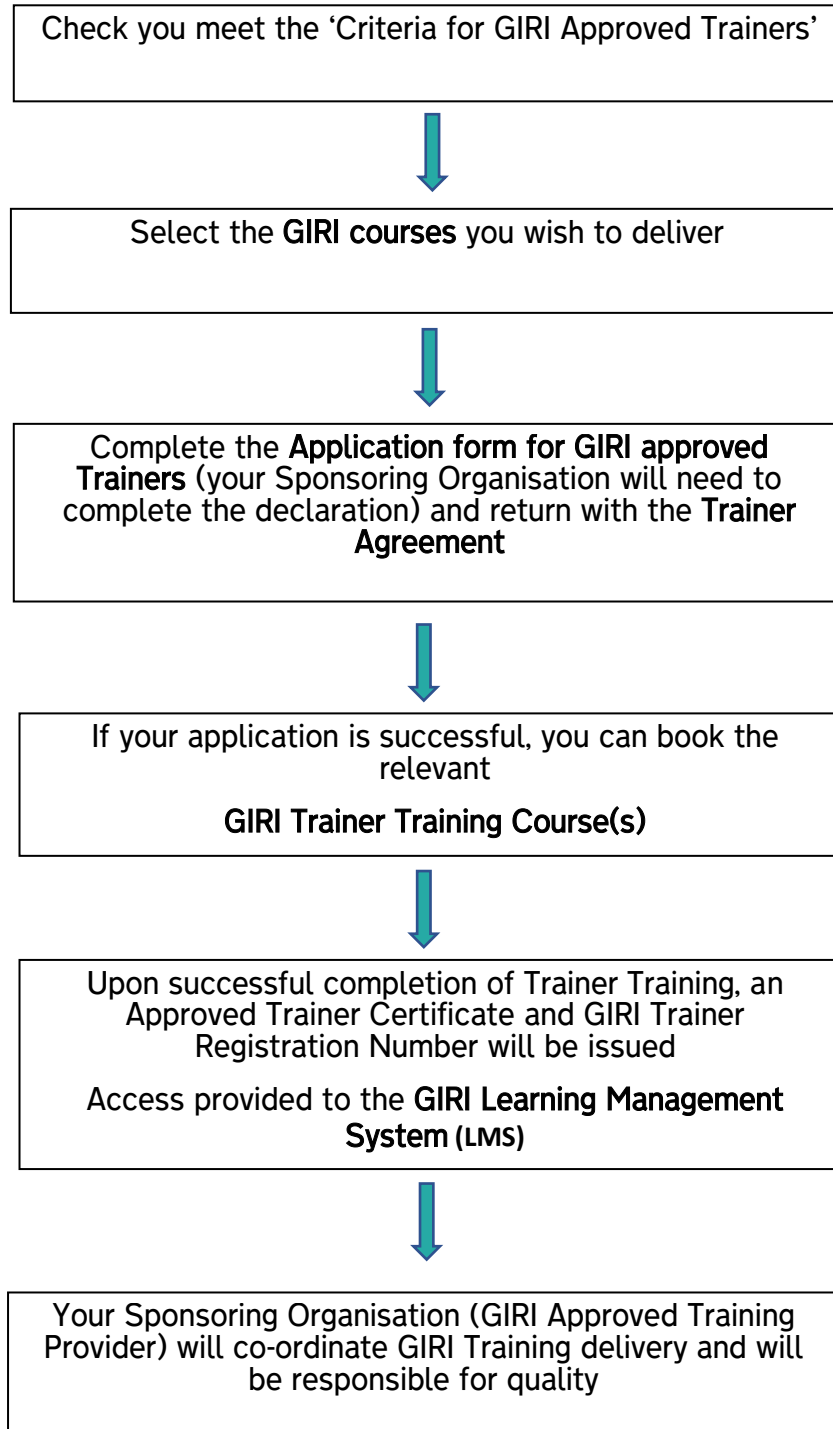 Check you meet the ‘Criteria for GIRI Approved Trainers’
Select the GIRI courses you wish to deliver
Complete the Application form for GIRI approved
Trainers (your Sponsoring Organisation will need to
complete the declaration) and return with the Trainer
Agreement
If your application is successful, you can book the
relevant
GIRI Trainer Training Course(s)
Upon successful completion of Trainer Training, an
Approved Trainer Certificate and GIRI Trainer
Registration Number will be issued
Access provided to the GIRI Learning Management
System (LMS)
Your Sponsoring Organisation (GIRI Approved Training
Provider) will co-ordinate GIRI Training delivery and will
be responsible for quality